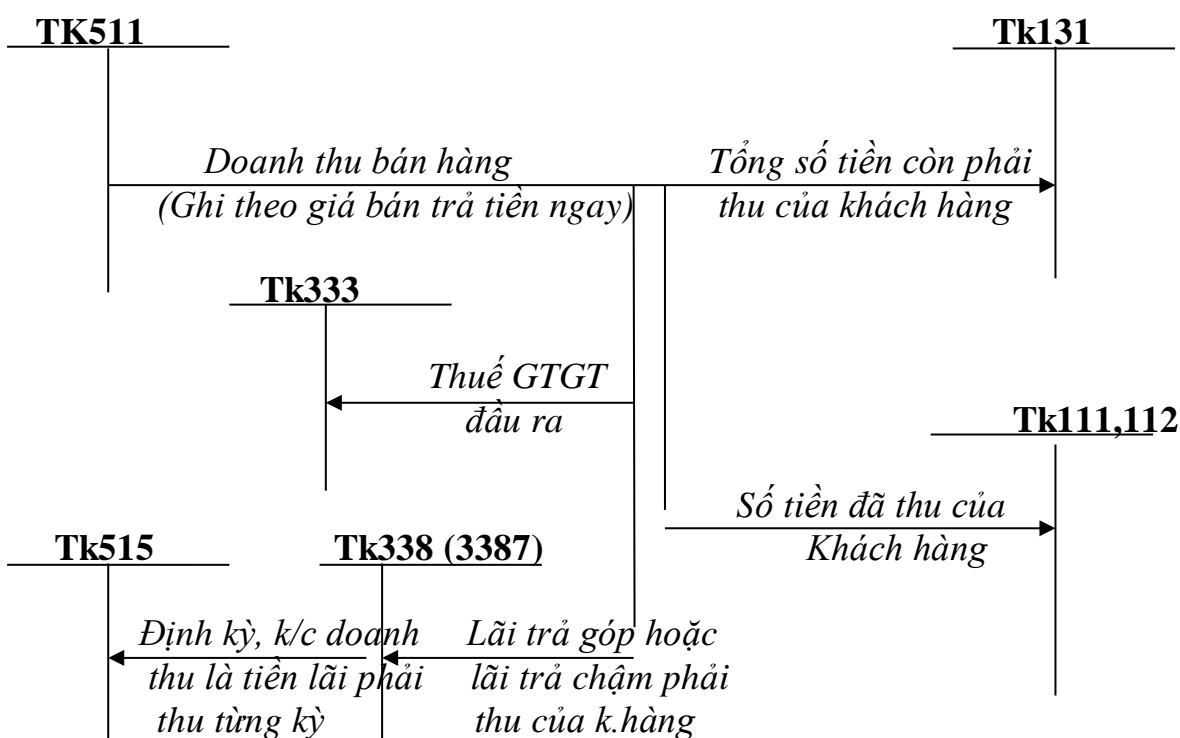 TK511
Tk131
Doanh thu bán hàng
(Ghi theo giá bán trả tiền ngay)
Tổng số tiền còn phải
thu của khách hàng
Tk333
Thuế GTGT
đầu ra
Tk111,112
Số tiền đã thu của
Khách hàng
Tk515
Tk338 (3387)
Định kỳ, k/c doanh
thu là tiền lãi phải
thu từng kỳ
Lãi trả góp hoặc
lãi trả chậm phải
thu của k.hàng